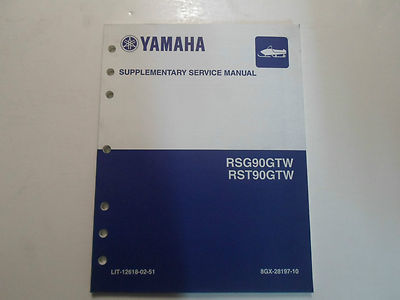 YAMAHA
SUPPLEMENTARY SERVICE MANUAL
RSG90GTW
RST90GTW
LIT-12618-02-51 8GX-28197-10